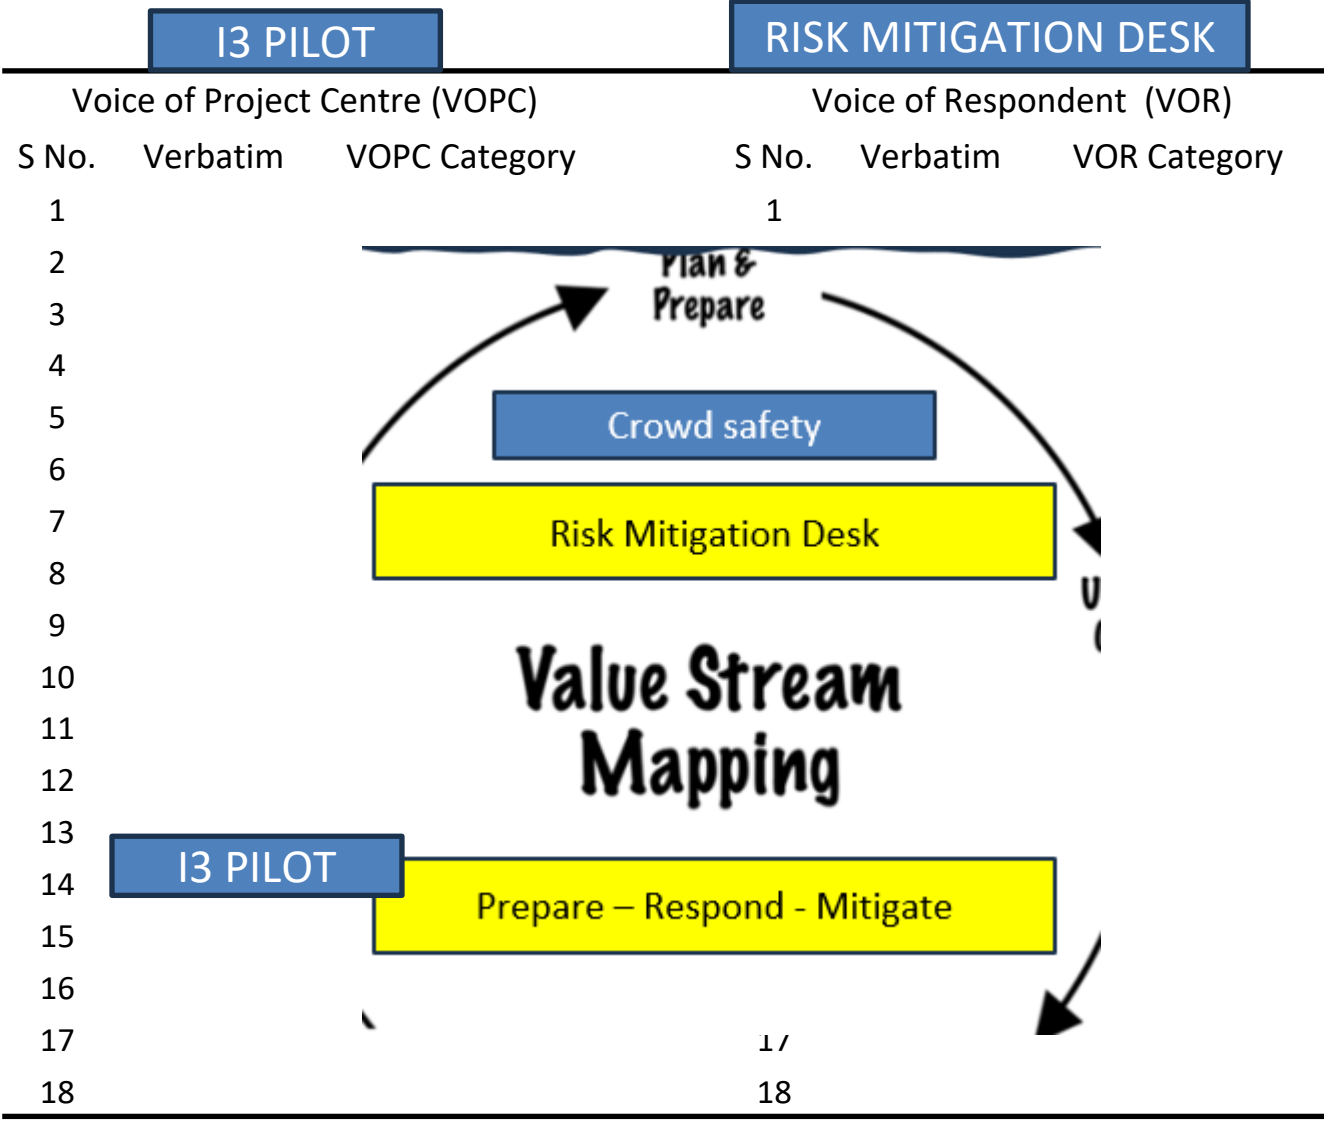 I3 PILOT
RISK MITIGATION DESK
Voice of Project Centre (VOPC)
Voice of Respondent (VOR)
S No. Verbatim VOPC Category
S No. Verbatim VOR Category
1
1
2
Plan &
3
Prepare
4
5
Crowd safety
6
7
Risk Mitigation Desk
8
9
10
Value Stream
11
Mapping
12
13
I3 PILOT
14
Prepare – Respond - Mitigate
15
16
17
17
18
18